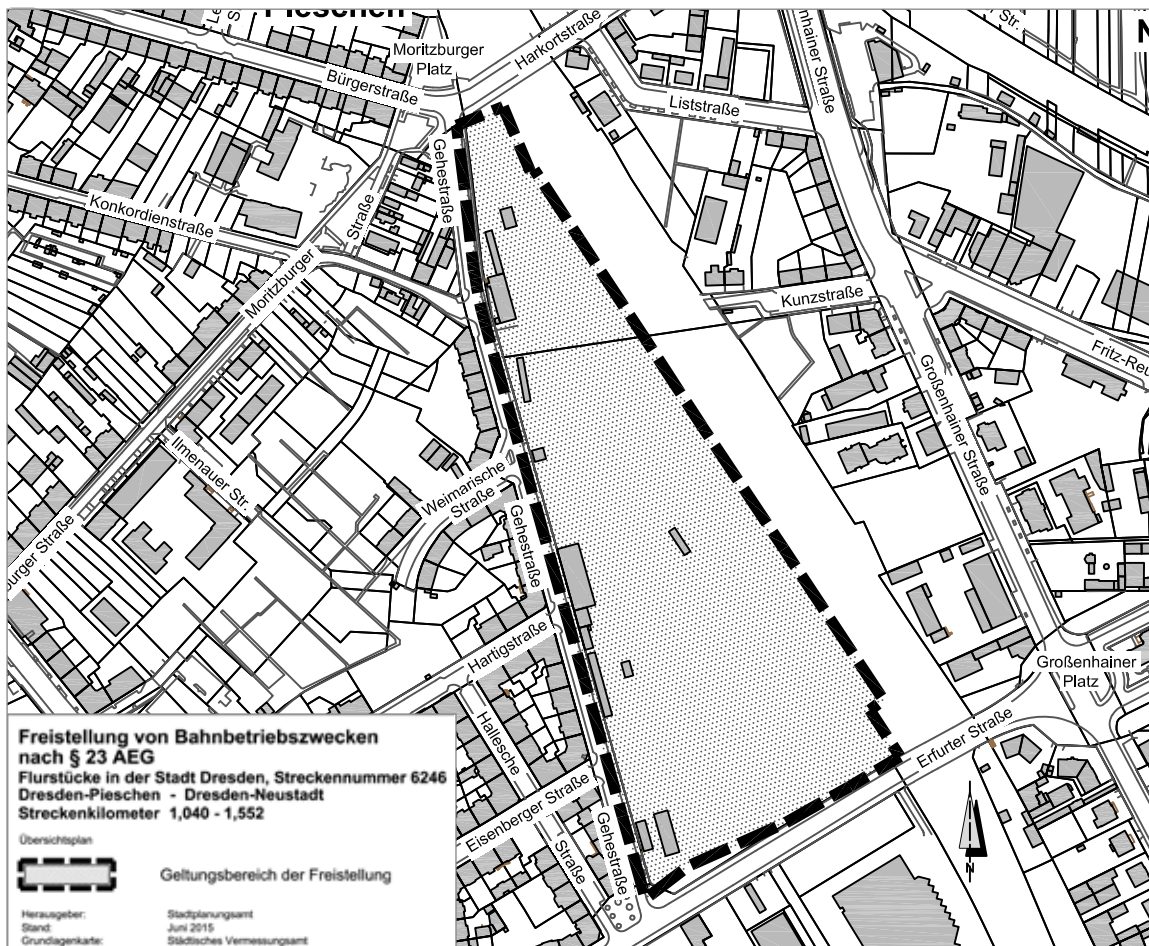 Pieschen
Moritzburger
Platz
Harkortstraße
Bürgerstraße
Liststraße
Gehestraße
Konkordienstraße
Straße
Moritzburger
Kunzstraße
Großenhainer Straße
Ilmenauer Str.
Weimarische
Straße
Gehestraße
Hartigstraße
Großenhainer
Platz
Hallesche
Straße
Erfurter Straße
Eisenberger Straße
Gehestraße
N
Freistellung von Bahnbetriebszwecken
nach § 23 AEG
Flurstücke in der Stadt Dresden, Streckennummer 6246
Dresden-Pieschen - Dresden-Neustadt
Streckenkilometer 1,040 - 1,552
Übersichtsplan
Geltungsbereich der Freistellung
Herausgeber: Stadtplanungsamt
Stand: Juni 2015
Grundlagenkarte: Städtisches Vermessungsamt